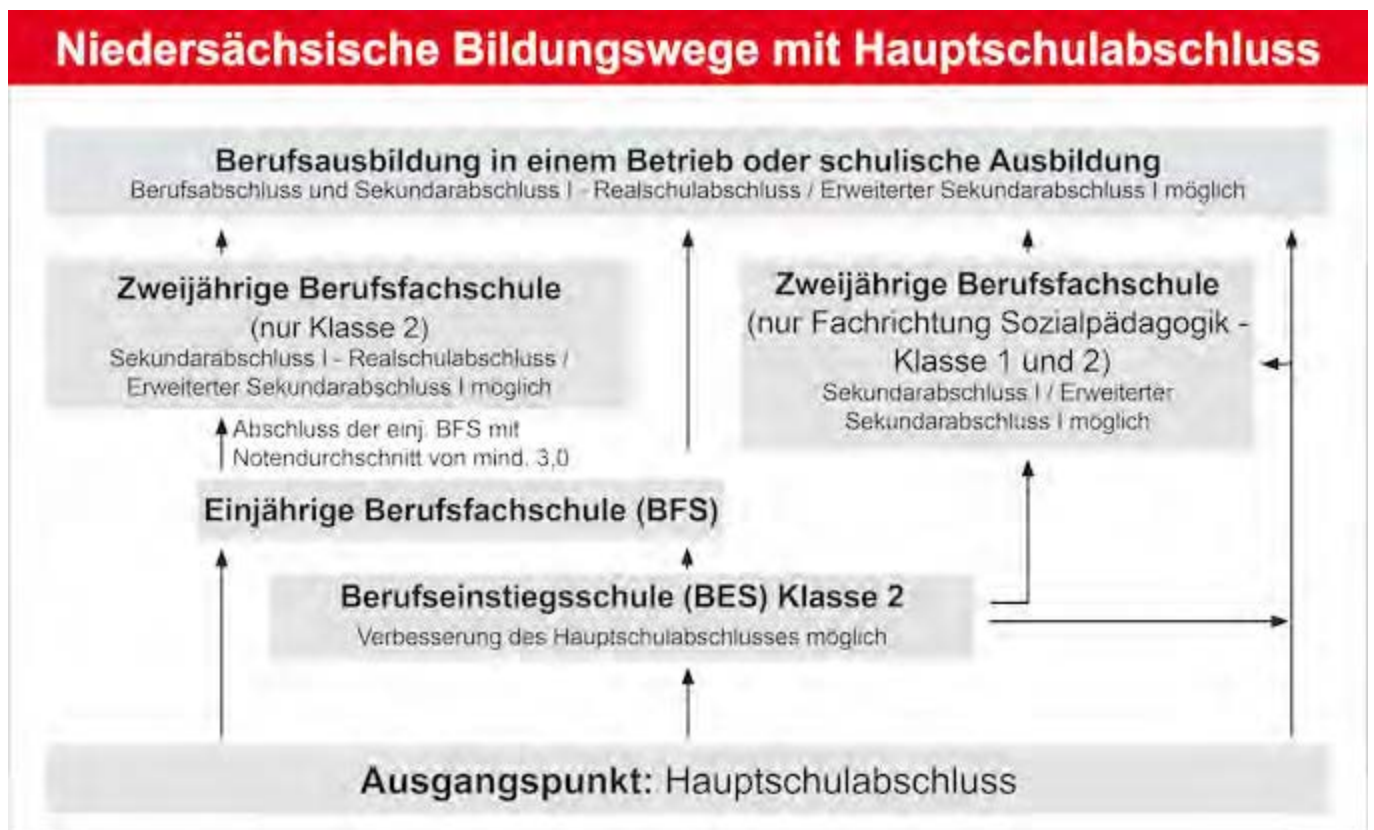 Niedersächsische Bildungswege mit Hauptschulabschluss
Berufsausbildung in einem Betrieb oder schulische Ausbildung
Berufsabschluss und Sekundarabschluss I - Realschulabschluss / Erweiterter Sekundarabschluss I möglich
Zweijährige Berufsfachschule
(nur Klasse 2)
Sekundarabschluss I - Realschulabschluss /
Erweiterter Sekundarabschluss I möglich
Zweijährige Berufsfachschule
(nur Fachrichtung Sozialpädagogik -
Klasse 1 und 2)
Sekundarabschluss I / Erweiterter
Sekundarabschluss I möglich
Abschluss der einj. BFS mit
Notendurchschnitt von mind. 3,0
Einjährige Berufsfachschule (BFS)
Berufseinstiegsschule (BES) Klasse 2
Verbesserung des Hauptschulabschlusses möglich
Ausgangspunkt: Hauptschulabschluss